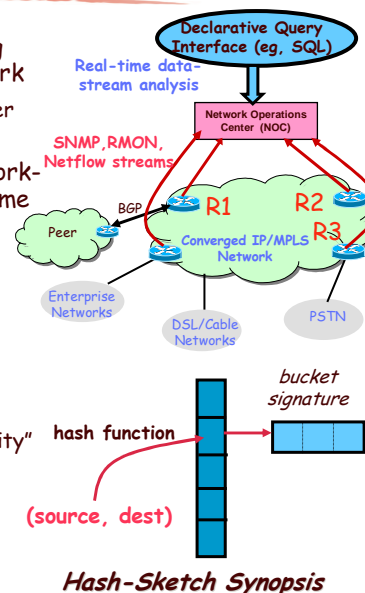 Declarative Query
Interface (eg, SQL)
Real-time data-
stream analysis
Network Operations
Center (NOC)
SNMP,RMON,
Netflow streams
work-
BGP
R1
R2
R3
Peer
Converged IP/MPLS
Network
Enterprise
Networks
DSL/Cable
Networks
PSTN
bucket
signature
hash function
(source, dest)
Hash-Sketch Synopsis